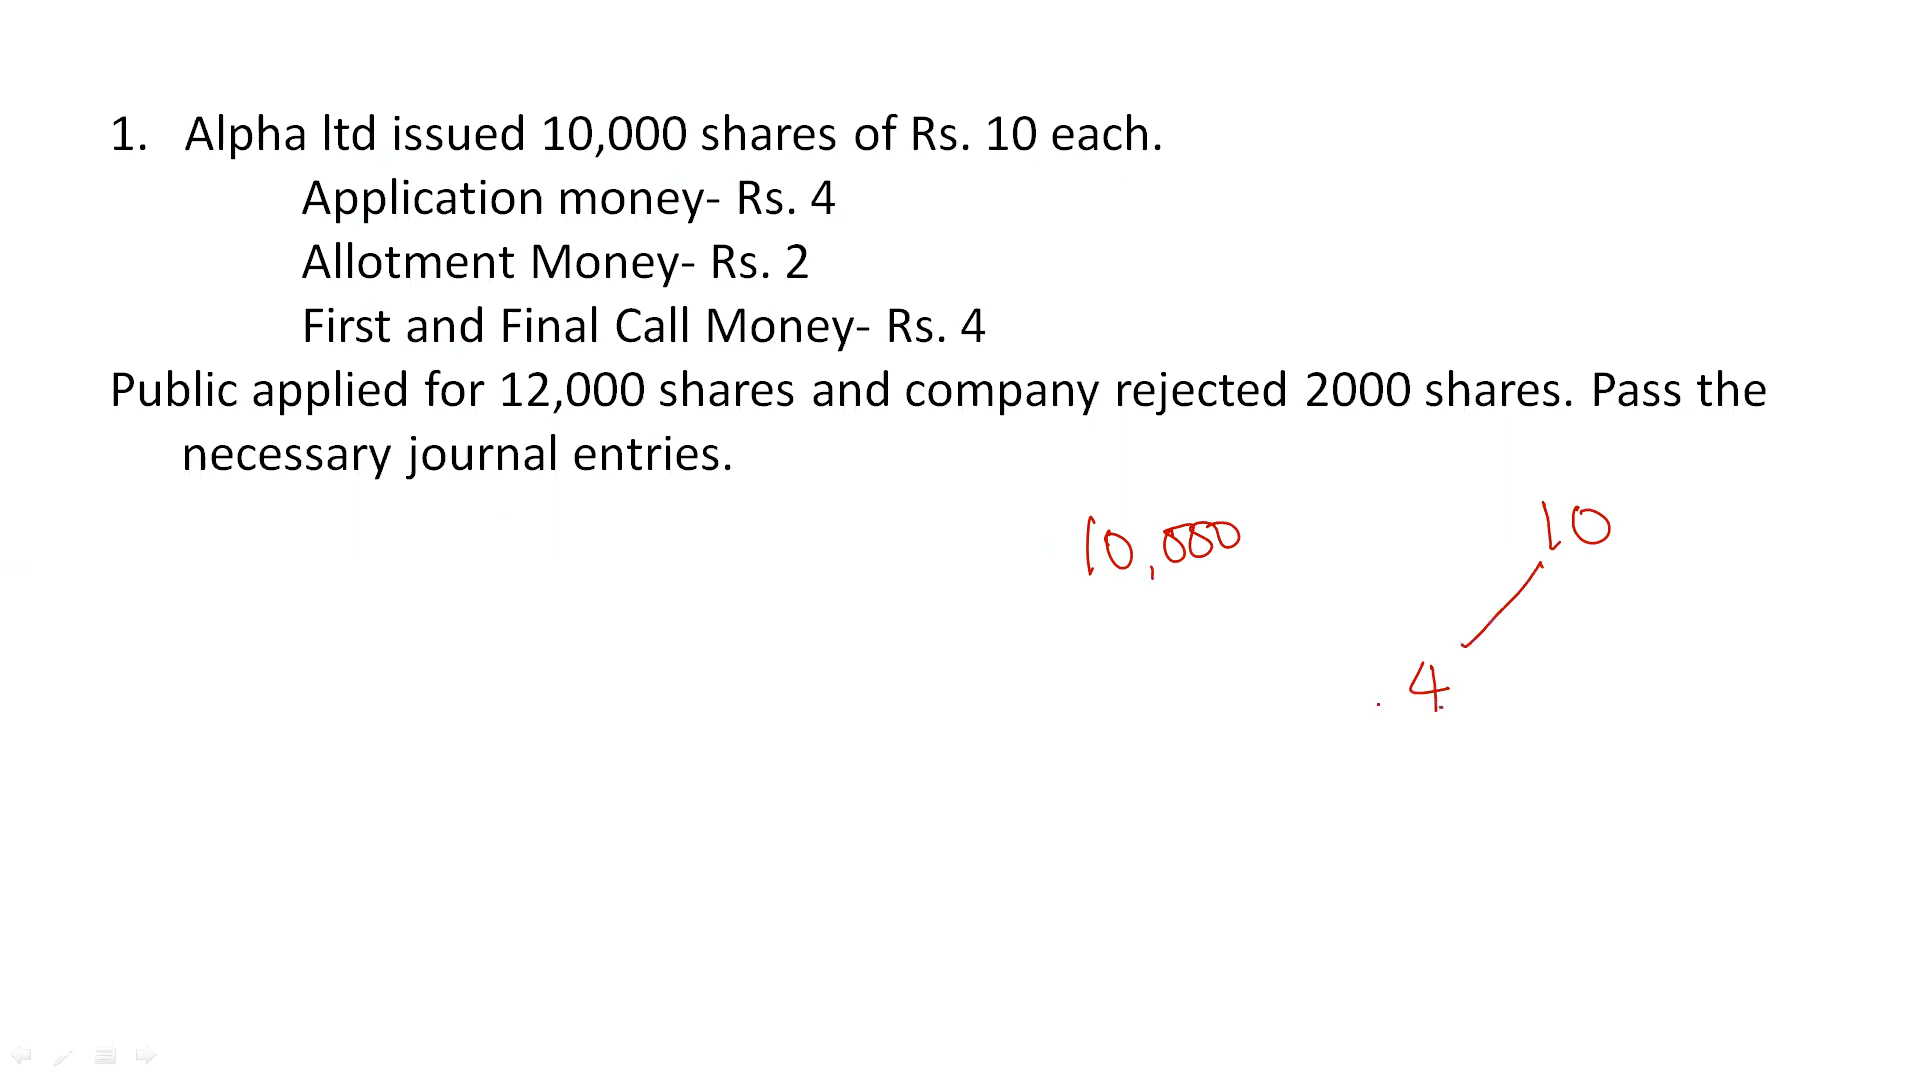 1. Alpha ltd issued 10,000 shares of Rs. 10 each.
Application money- Rs. 4
Allotment Money- Rs. 2
First and Final Call Money- Rs. 4
Public applied for 12,000 shares and company rejected 2000 shares. Pass the
necessary journal entries.
10,000
10
4